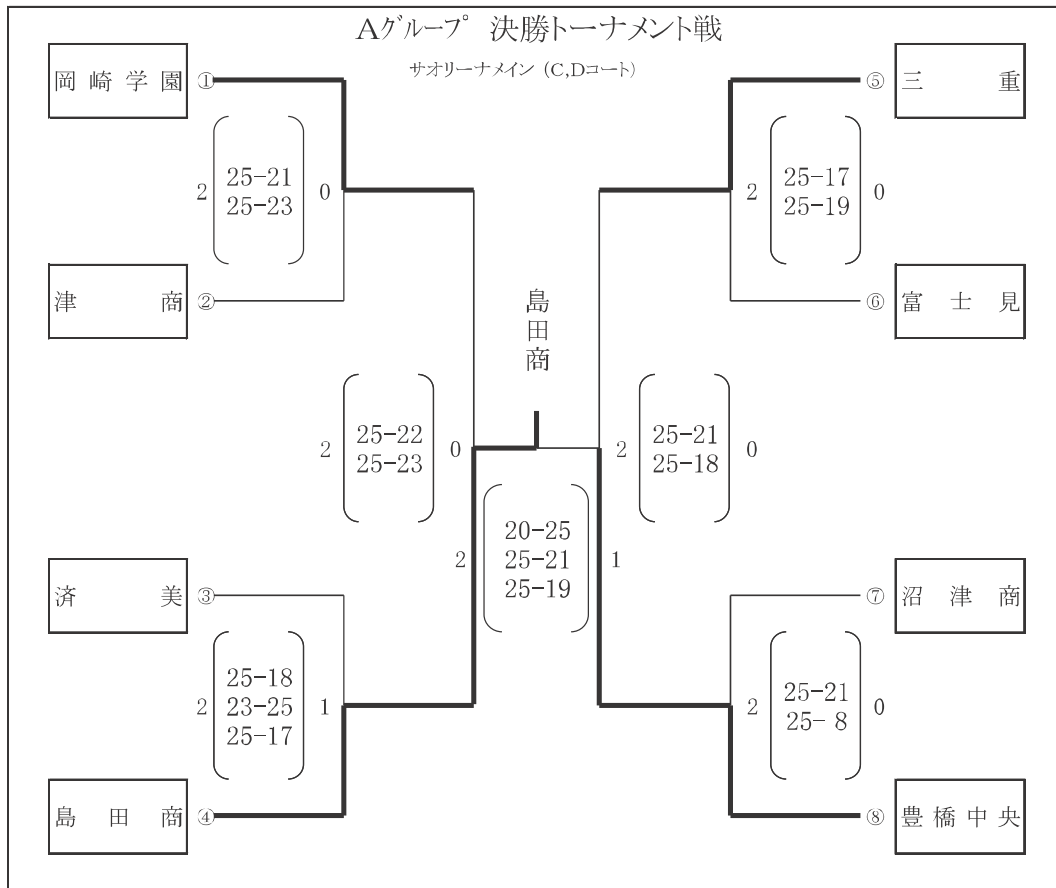 Aグループ 決勝トーナメント戦
サオリーナメイン (C,Dコート)
岡崎学園 ①
2 25-21 0
25-23
津商 ②
2 25-22 0
25-23
済美 ③
2 25-18 1
23-25
25-17
島田商 ④
島田商
2 20-25 1
25-21
25-19
⑤ 三重
2 25-17 0
25-19
⑥ 富士見
2 25-21 0
25-18
⑦ 沼津商
2 25-21 0
25- 8
⑧ 豊橋中央